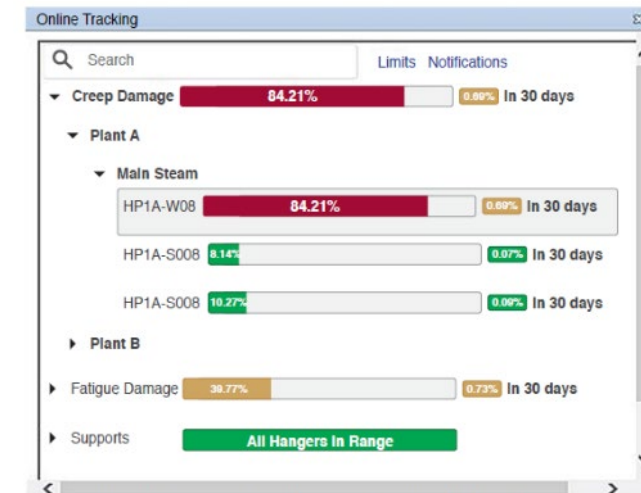 Online Tracking
Search Limits Notifications
Creep Damage 84.21% 0.69% In 30 days
Plant A
Main Steam
HP1A-W08 84.21% 0.69% In 30 days
HP1A-S008 8.14% 0.07% In 30 days
HP1A-S008 10.27% 0.09% In 30 days
Plant B
Fatigue Damage 39.77% 0.73% In 30 days
Supports All Hangers In Range